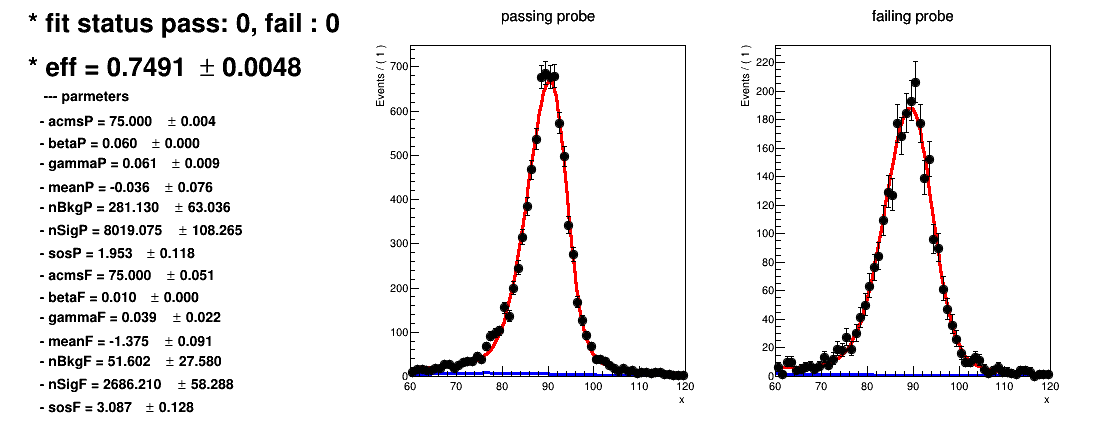 * fit status pass: 0, fail : 0
* eff = 0.7491 ± 0.0048
--- parmeters
- acmsP = 75.000 ± 0.004
- betaP = 0.060 ± 0.000
- gammaP = 0.061 ± 0.009
- meanP = -0.036 ± 0.076
- nBkgP = 281.130 ± 63.036
- nSigP = 8019.075 ± 108.265
- sosP = 1.953 ± 0.118
- acmsF = 75.000 ± 0.051
- betaF = 0.010 ± 0.000
- gammaF = 0.039 ± 0.022
- meanF = -1.375 ± 0.091
- nBkgF = 51.602 ± 27.580
- nSigF = 2686.210 ± 58.288
- sosF = 3.087 ± 0.128
passing probe
Events / ( 1 )
700
600
500
400
300
200
100
0
60 70 80 90 100 110 120
x
failing probe
Events / ( 1 )
220
200
180
160
140
120
100
80
60
40
20
0
60 70 80 90 100 110 120
x